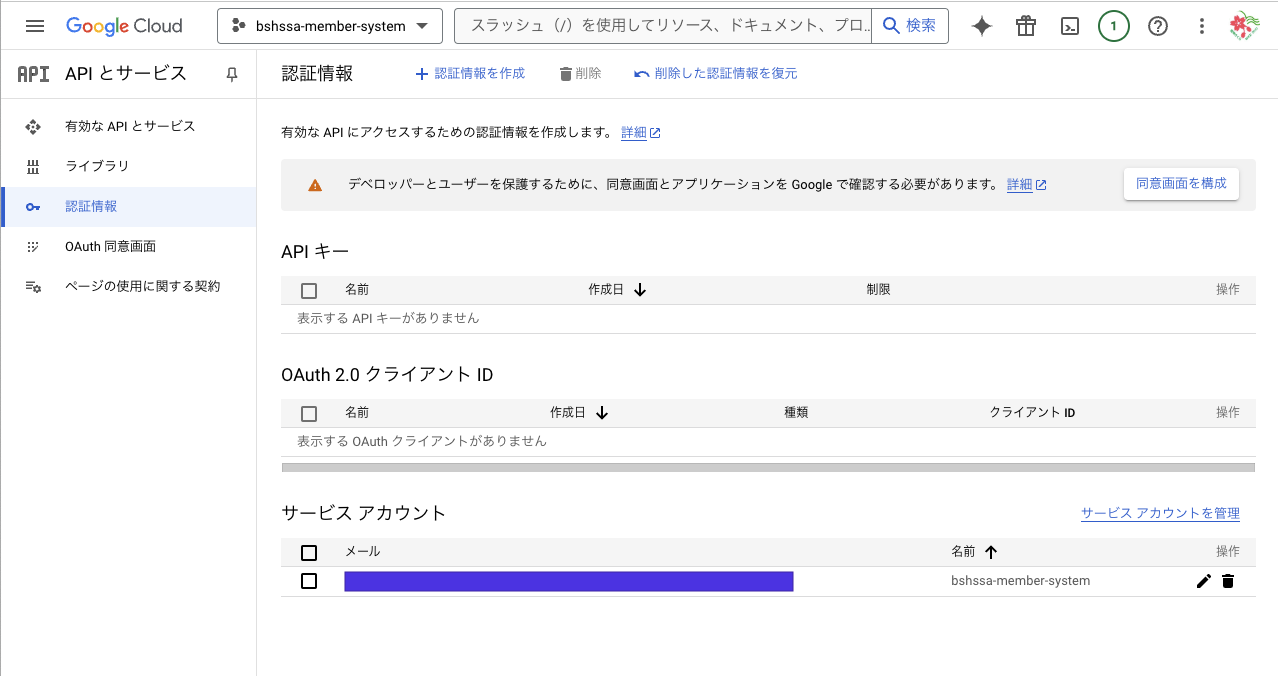 Google Cloud
bshssa-member-system
スラッシュ（/）を使用してリソース、ドキュメント、プロ...
検索
1
API API とサービス
認証情報
認証情報を作成
削除
削除した認証情報を復元
有効な API とサービス
ライブラリ
認証情報
OAuth 同意画面
ページの使用に関する契約
有効な API にアクセスするための認証情報を作成します。 詳細
デベロッパーとユーザーを保護するために、同意画面とアプリケーションを Google で確認する必要があります。 詳細
同意画面を構成
API キー
名前 作成日 制限 操作
表示する API キーがありません
OAuth 2.0 クライアント ID
名前 作成日 種類 クライアント ID 操作
表示する OAuth クライアントがありません
サービス アカウント
サービス アカウントを管理
メール 名前 操作
bshssa-member-system